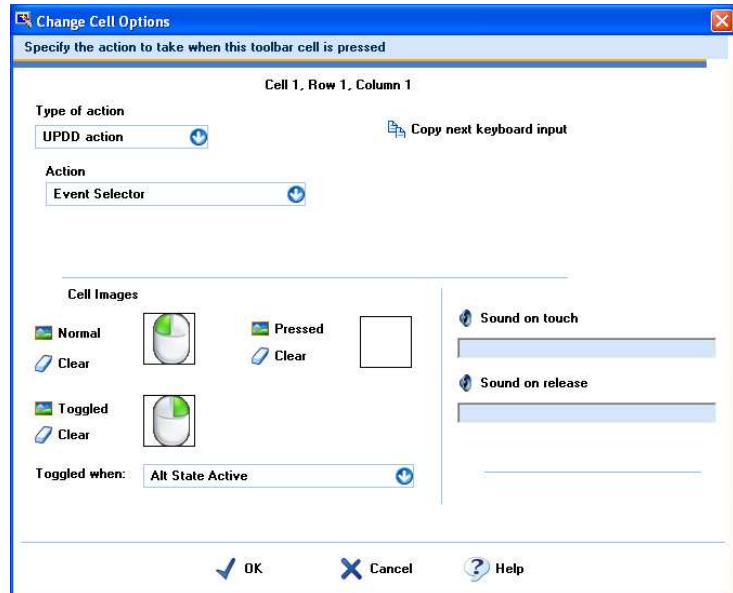 Change Cell Options
Specify the action to take when this toolbar cell is pressed
Cell 1, Row 1, Column 1
Type of action
UPDD action
Copy next keyboard input
Action
Event Selector
Cell Images
Normal
Clear
Pressed
Clear
Sound on touch
Sound on release
Toggled
Clear
Toggled when: Alt State Active
OK Cancel Help